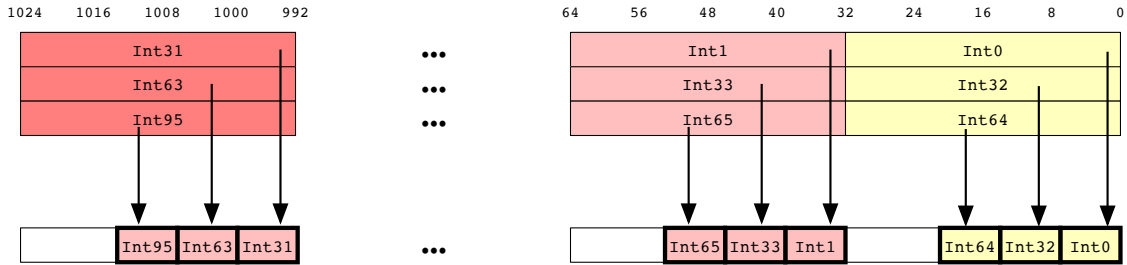 1024 1016 1008 1000 992 64 56 48 40 32 24 16 8 0
Int31 ••• Int1 Int0
Int63 ••• Int33 Int32
Int95 ••• Int65 Int64
Int95 Int63 Int31 ••• Int65 Int33 Int1 Int64 Int32 Int0